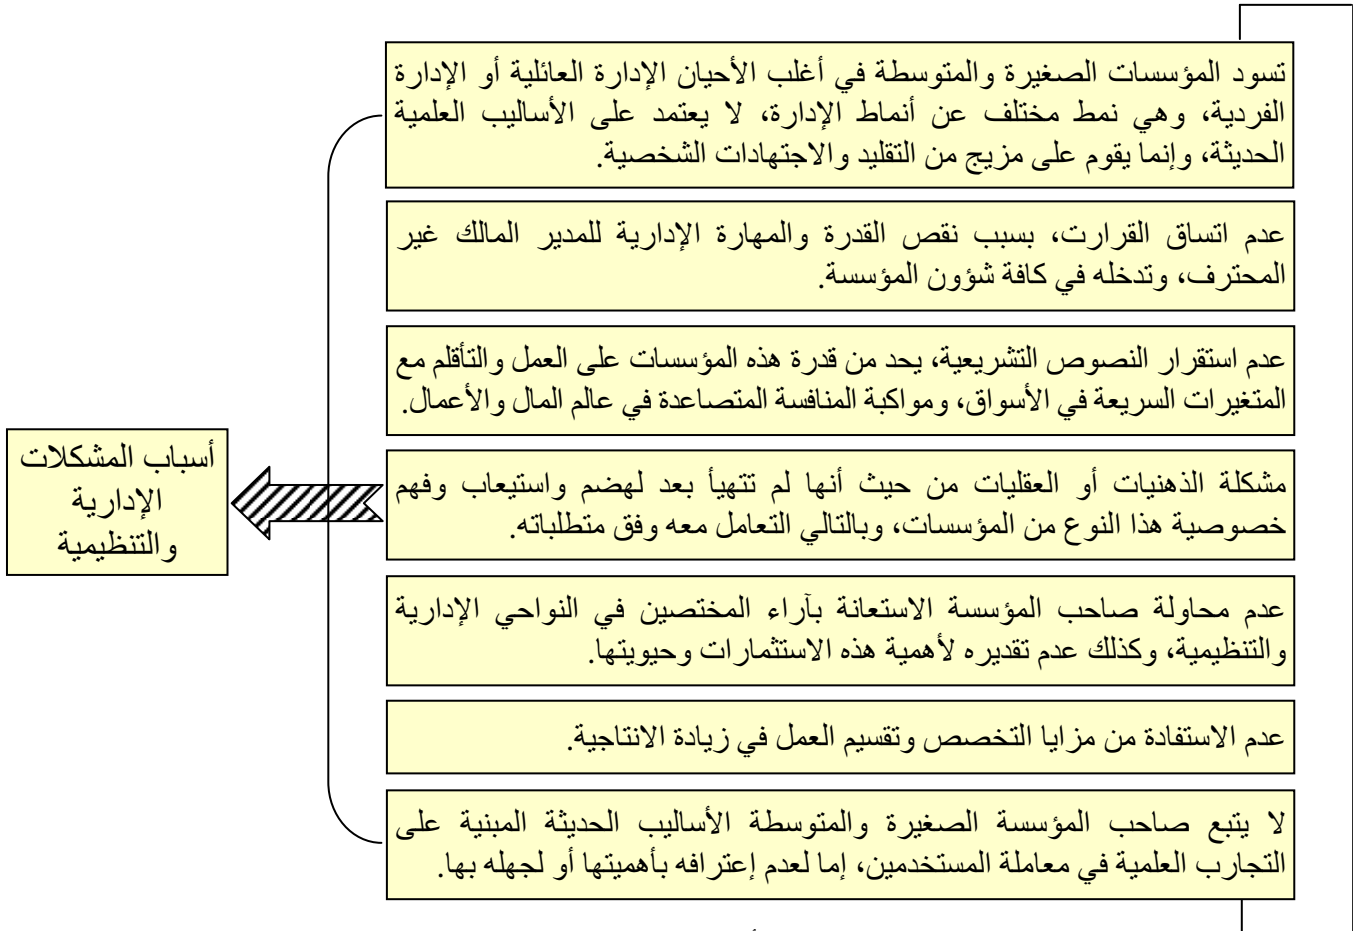 تسود المؤسسات الصغيرة والمتوسطة في أغلب الأحيان الإدارة العائلية أو الإدارة
الفردية، وهي نمط مختلف عن أنماط الإدارة، لا يعتمد على الأساليب العلمية
الحديثة، وإنما يقوم على مزيج من التقليد والاجتهادات الشخصية.
عدم اتساق القرارت، بسبب نقص القدرة والمهارة الإدارية للمدير المالك غير
المحترف، وتدخله في كافة شؤون المؤسسة.
عدم استقرار النصوص التشريعية، يحد من قدرة هذه المؤسسات على العمل والتأقلم مع
المتغيرات السريعة في الأسواق، ومواكبة المنافسة المتصاعدة في عالم المال والأعمال.
مشكلة الذهنيات أو العقليات من حيث أنها لم تتهيأ بعد لهضم واستيعاب وفهم
خصوصية هذا النوع من المؤسسات، وبالتالي التعامل معه وفق متطلباته.
عدم محاولة صاحب المؤسسة الاستعانة بآراء المختصين في النواحي الإدارية
والتنظيمية، وكذلك عدم تقديره لأهمية هذه الاستثمارات وحيويتها.
عدم الاستفادة من مزايا التخصص وتقسيم العمل في زيادة الانتاجية.
لا يتبع صاحب المؤسسة الصغيرة والمتوسطة الأساليب الحديثة المبنية على
التجارب العلمية في معاملة المستخدمين، إما لعدم إعترافه بأهميتها أو لجهله بها.
أسباب المشكلات
الإدارية
والتنظيمية